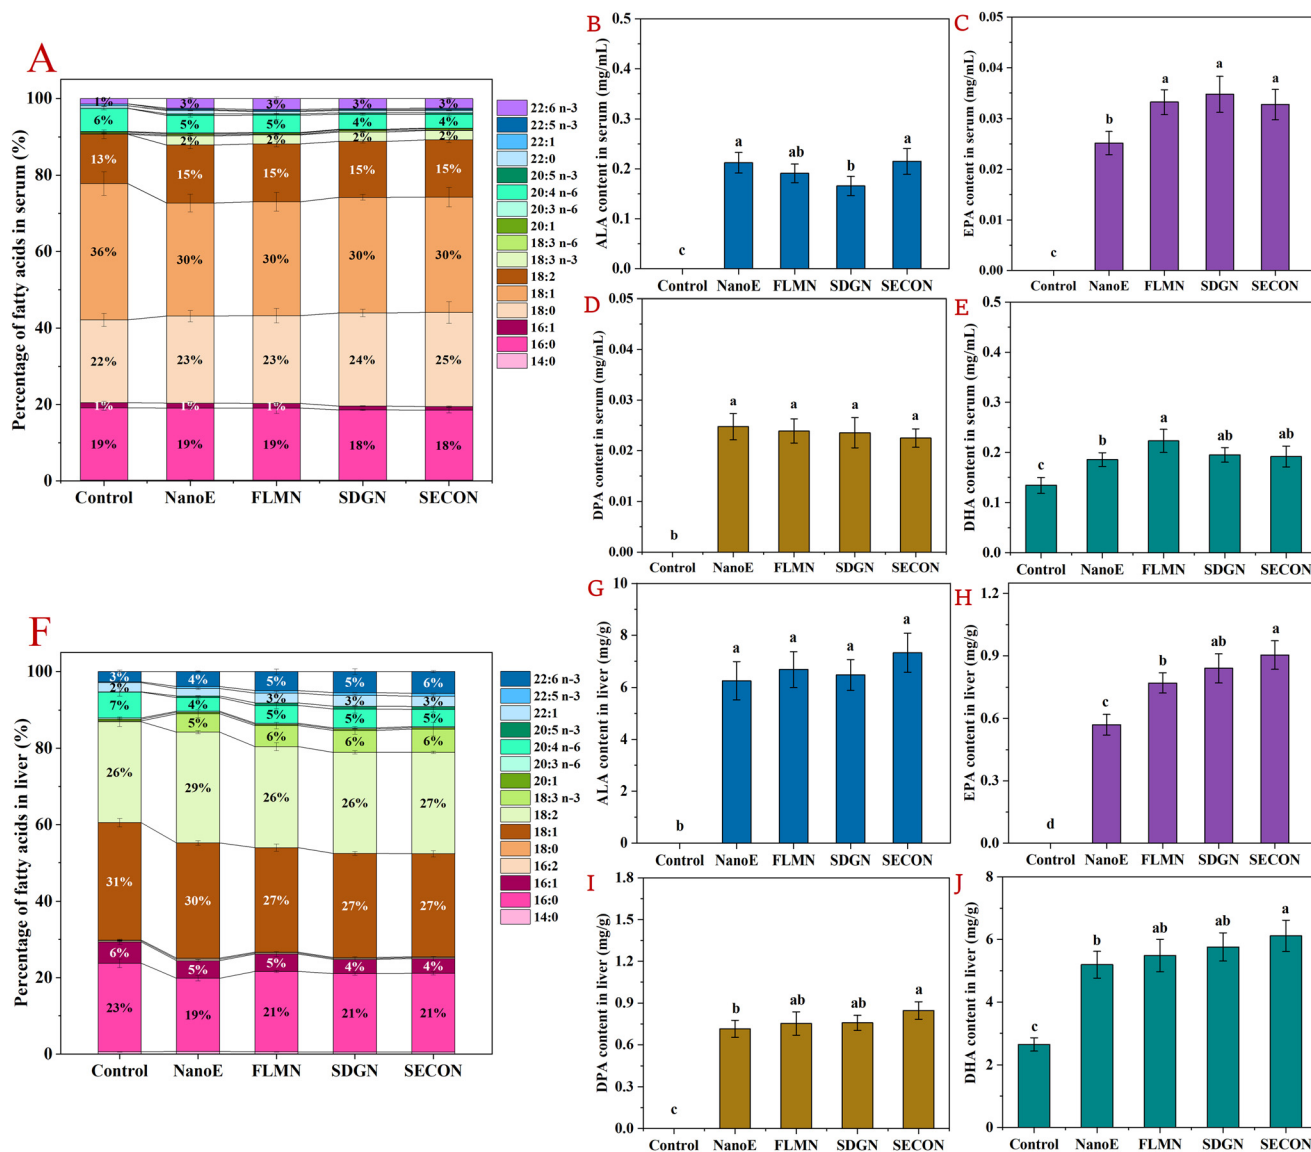 A
Percentage of fatty acids in serum (%)
100
80
60
40
20
0
1%
6%
13%
36%
22%
1%
19%
3%
5%
2%
15%
30%
23%
1%
19%
3%
5%
2%
15%
30%
23%
1%
19%
3%
4%
2%
15%
30%
24%
18%
3%
4%
2%
15%
30%
25%
18%
Control NanoE FLMN SDGN SECON
22:6 n-3
22:5 n-3
22:1
22:0
20:5 n-3
20:4 n-6
20:3 n-6
20:1
18:3 n-6
18:3 n-3
18:2
18:1
18:0
16:1
16:0
14:0
B
ALA content in serum (mg/mL)
0.5
0.4
0.3
0.2
0.1
0.0
c a ab b a
Control NanoE FLMN SDGN SECON
C
EPA content in serum (mg/mL)
0.05
0.04
0.03
0.02
0.01
0.00
c b a a a
Control NanoE FLMN SDGN SECON
D
DPA content in serum (mg/mL)
0.05
0.04
0.03
0.02
0.01
0.00
b a a a a
Control NanoE FLMN SDGN SECON
E
DHA content in serum (mg/mL)
0.5
0.4
0.3
0.2
0.1
0.0
c b a ab ab
Control NanoE FLMN SDGN SECON
F
Percentage of fatty acids in liver (%)
100
80
60
40
20
0
3%
2%
7%
26%
31%
6%
23%
4%
4%
5%
29%
30%
5%
19%
5%
3%
5%
6%
26%
27%
5%
21%
5%
3%
5%
6%
26%
27%
4%
21%
6%
3%
5%
6%
27%
27%
4%
21%
Control NanoE FLMN SDGN SECON
22:6 n-3
22:5 n-3
22:1
20:5 n-3
20:4 n-6
20:3 n-6
20:1
18:3 n-3
18:2
18:1
18:0
16:2
16:1
16:0
14:0
G
ALA content in liver (mg/g)
10
8
6
4
2
0
b a a a a
Control NanoE FLMN SDGN SECON
H
EPA content in liver (mg/g)
1.2
0.9
0.6
0.3
0.0
d c b ab a
Control NanoE FLMN SDGN SECON
I
DPA content in liver (mg/g)
1.8
1.5
1.2
0.9
0.6
0.3
0.0
c b ab ab a
Control NanoE FLMN SDGN SECON
J
DHA content in liver (mg/g)
8
6
4
2
0
c b ab ab a
Control NanoE FLMN SDGN SECON